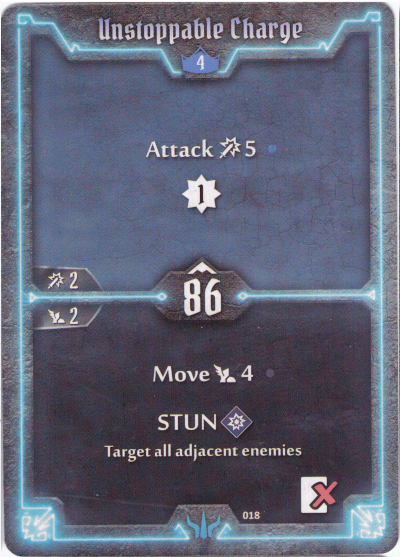 Unstoppable Charge
4
Attack 5
1
2
86
2
Move 4
STUN
Target all adjacent enemies
018